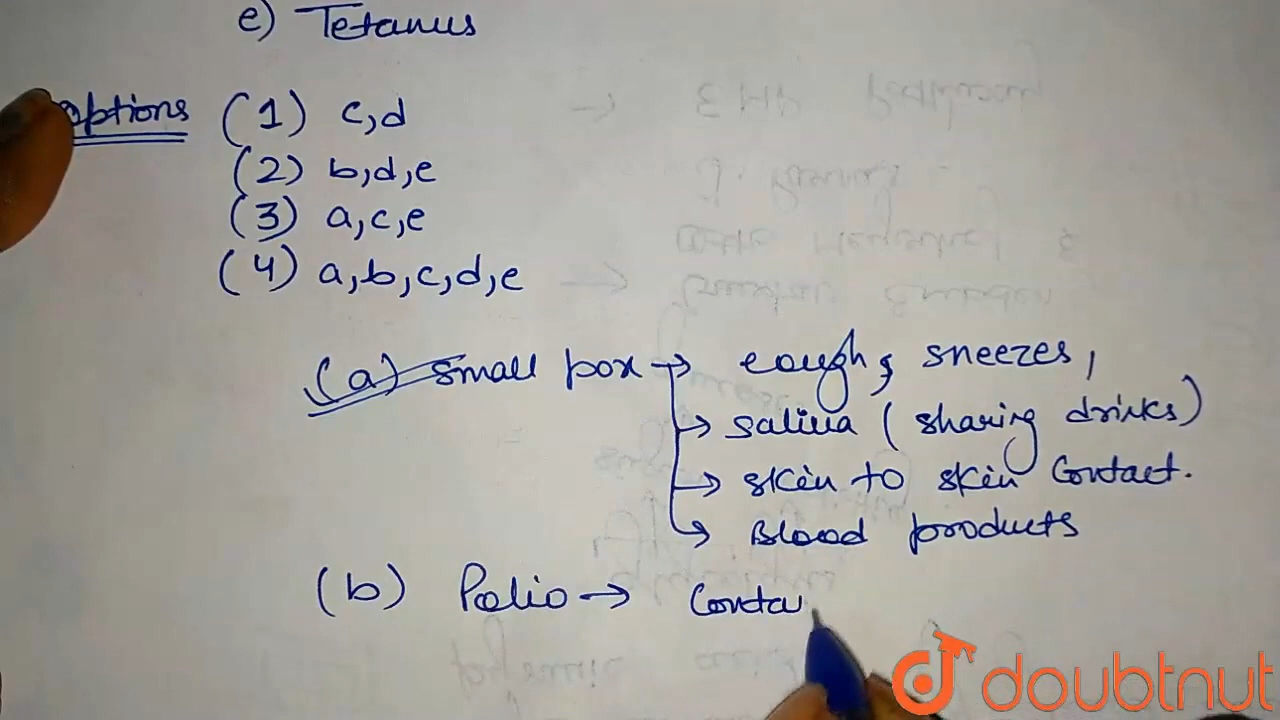 e) Tetanus
options (1) c,d
(2) b,d,e
(3) a,c,e
(4) a,b,c,d,e
(a) small pox → cough, sneezes,
→ saliva (sharing drinks)
→ skin to skin contact.
→ Blood products
(b) Polio → Conta
doubtnut